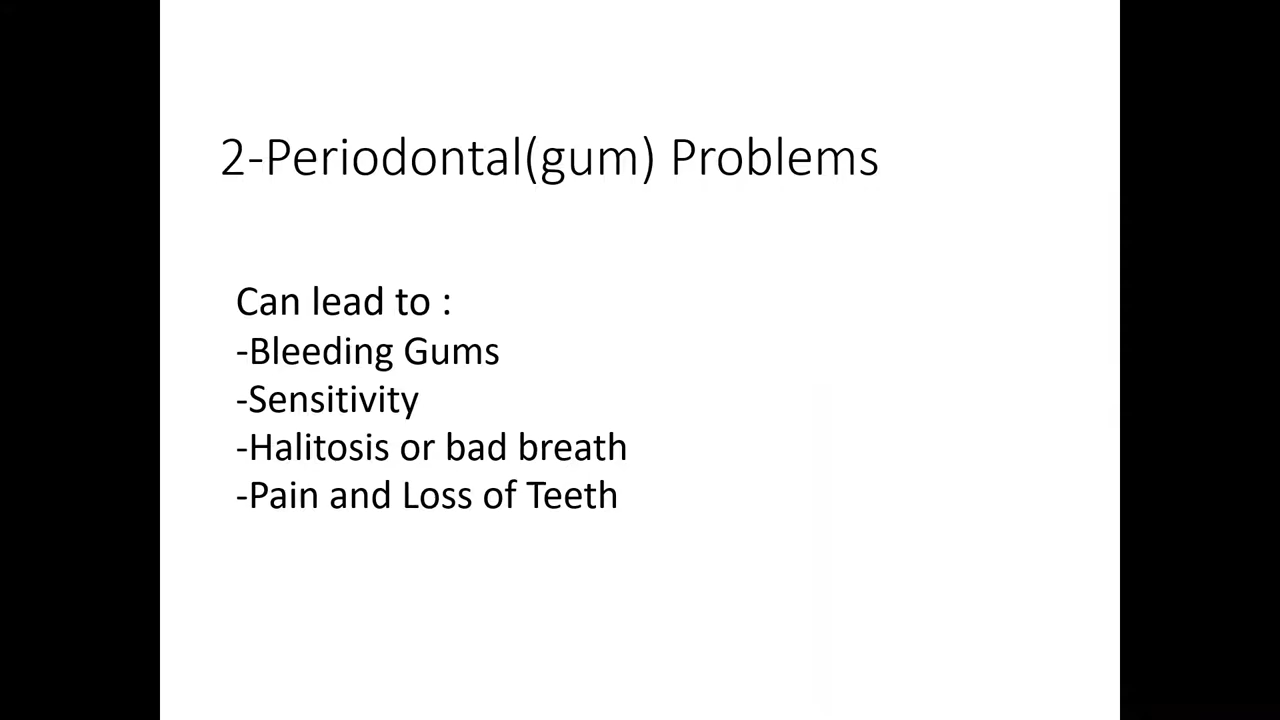 2-Periodontal(gum) Problems
Can lead to :
-Bleeding Gums
-Sensitivity
-Halitosis or bad breath
-Pain and Loss of Teeth